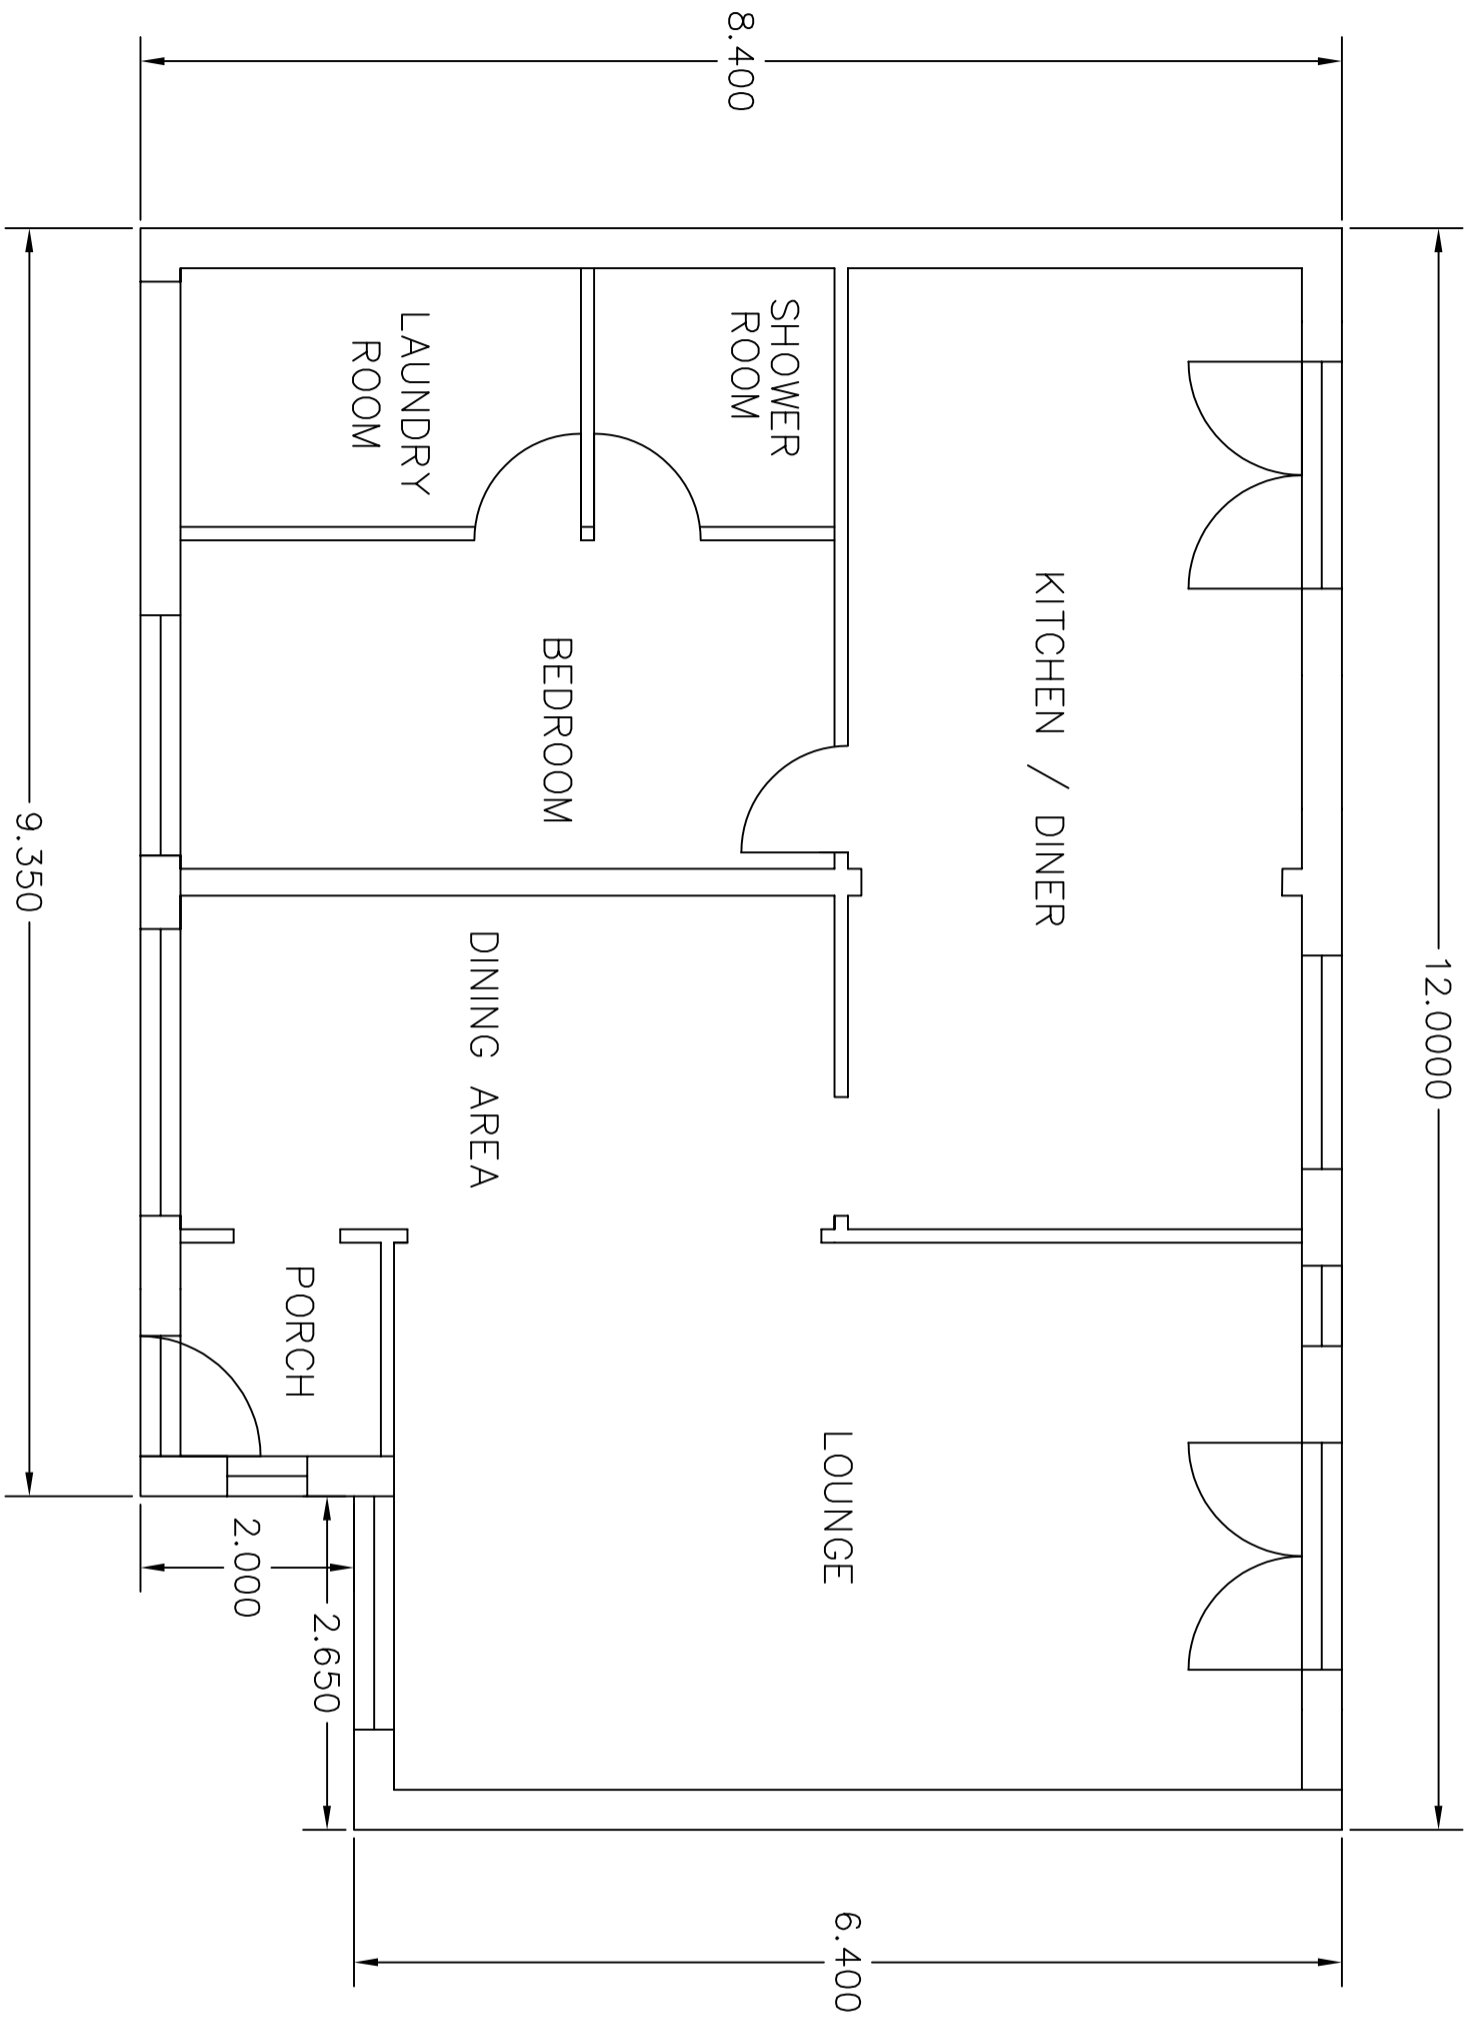 12.0000
8.400
KITCHEN / DINER
SHOWER
ROOM
LAUNDRY
ROOM
BEDROOM
DINING AREA
LOUNGE
PORCH
6.400
2.650
2.000
9.350